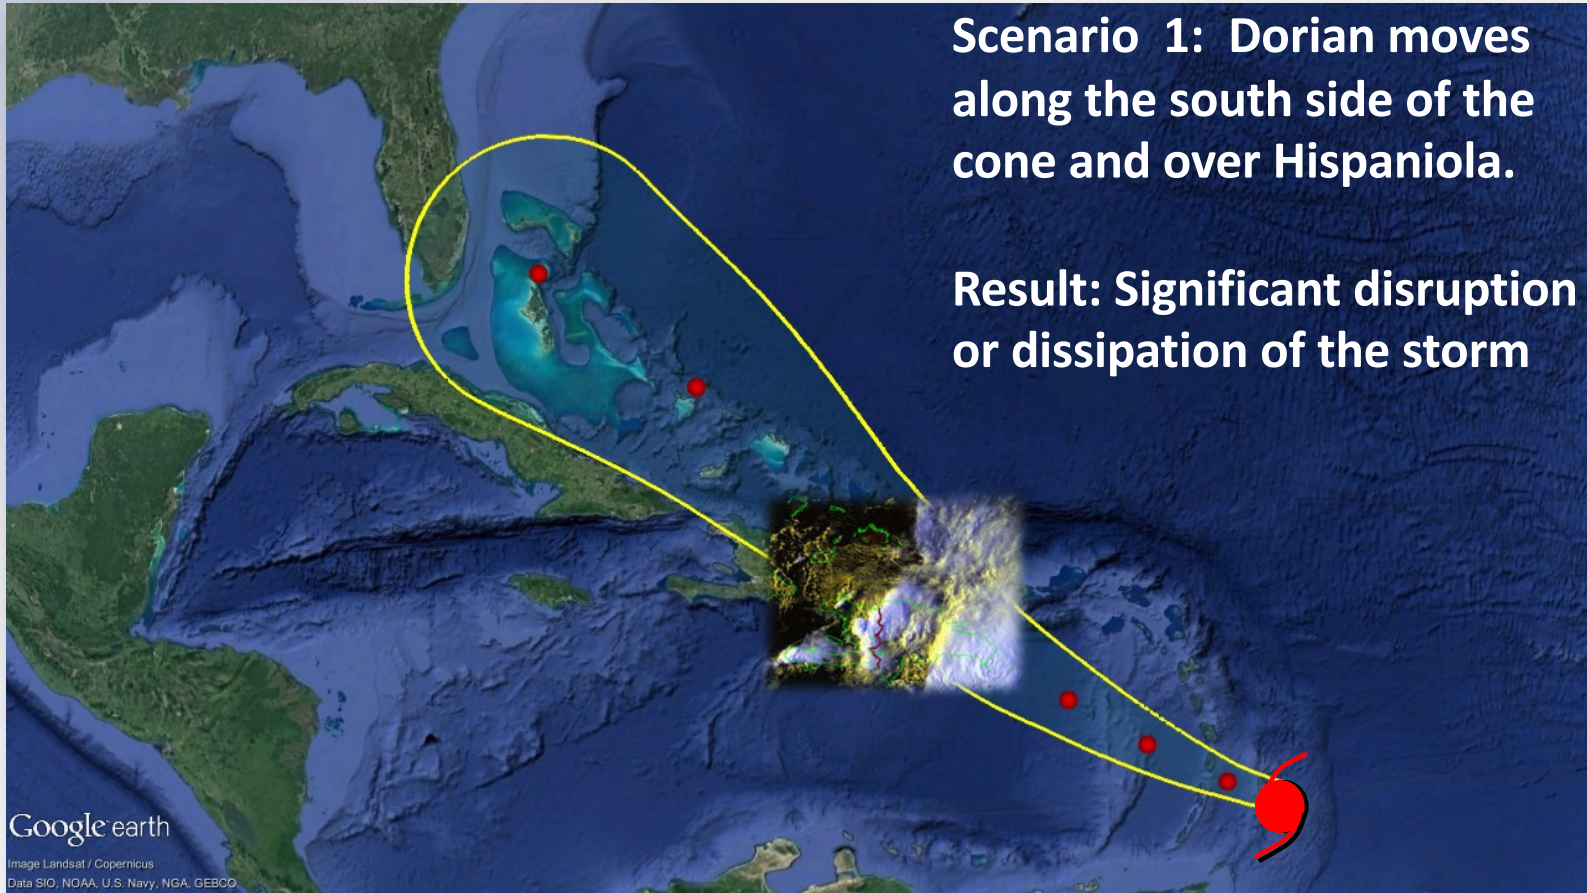 Scenario 1: Dorian moves
along the south side of the
cone and over Hispaniola.
Result: Significant disruption
or dissipation of the storm
Google earth
Image Landsat / Copernicus
Data SIO, NOAA, U.S. Navy, NGA, GEBCO